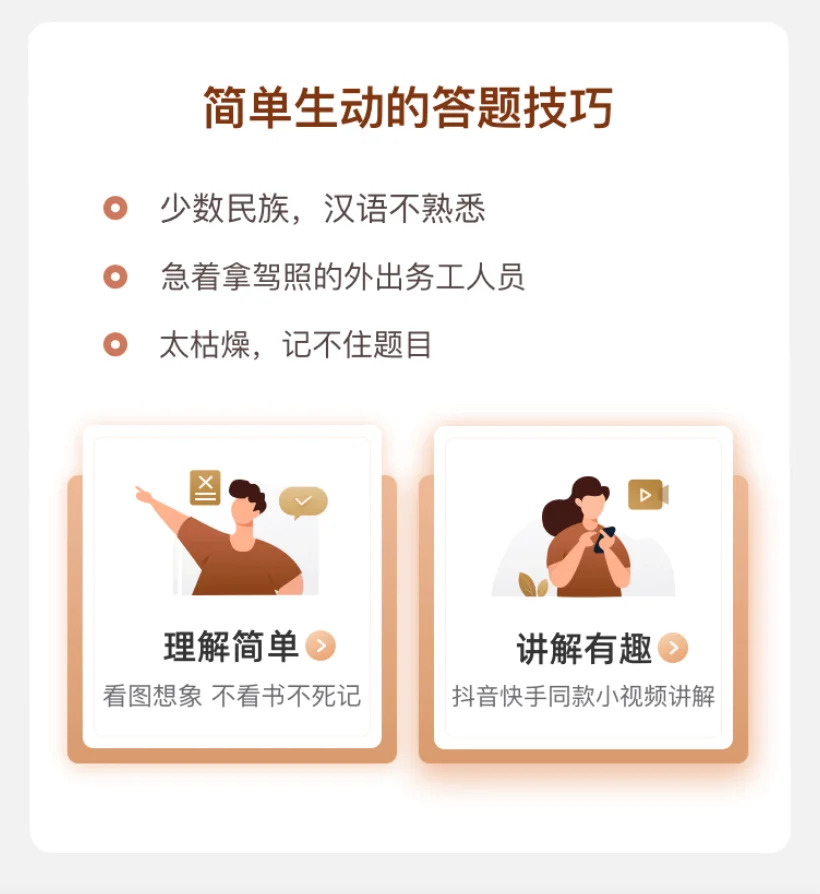 简单生动的答题技巧
少数民族，汉语不熟悉
急着拿驾照的外出务工人员
太枯燥，记不住题目
理解简单
看图想象 不看书不死记
讲解有趣
抖音快手同款小视频讲解